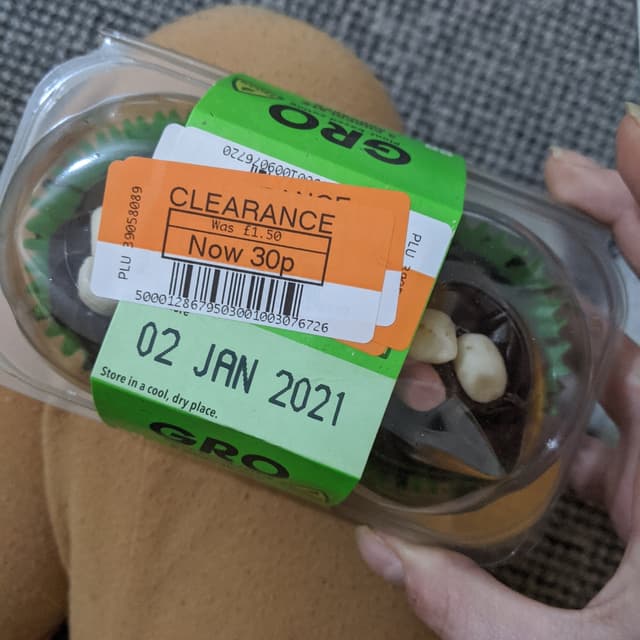 GRO
CLEARANCE
Was £1.50
Now 30p
PLU 39058089
5000128679503001003076726
PLU
02 JAN 2021
Store in a cool, dry place.
GRO